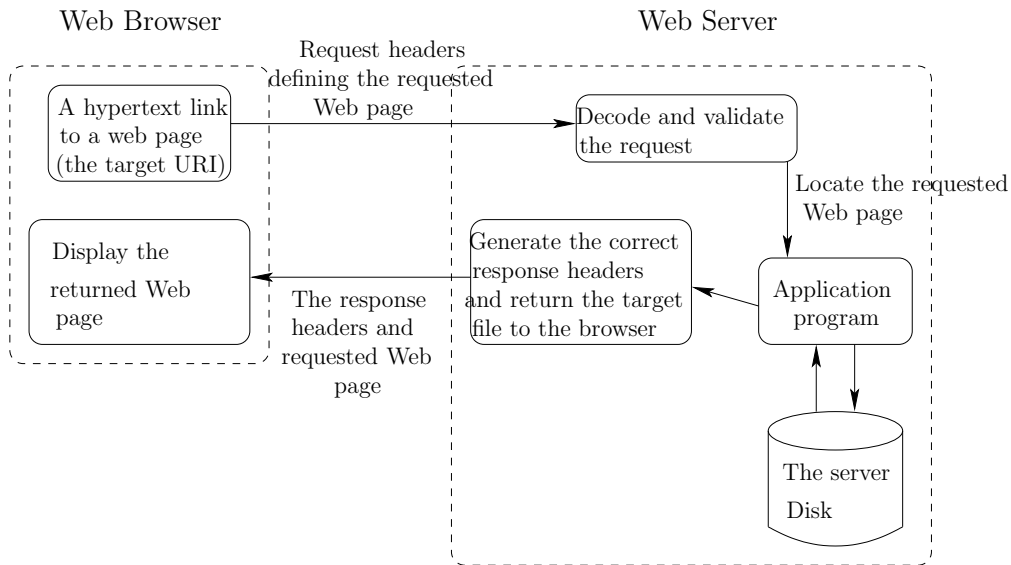 Web Browser
Web Server
Request headers
defining the requested
Web page
A hypertext link
to a web page
(the target URI)
Decode and validate
the request
Locate the requested
Web page
Display the
returned Web
page
The response
headers and
requested Web
page
Generate the correct
response headers
and return the target
file to the browser
Application
program
The server
Disk